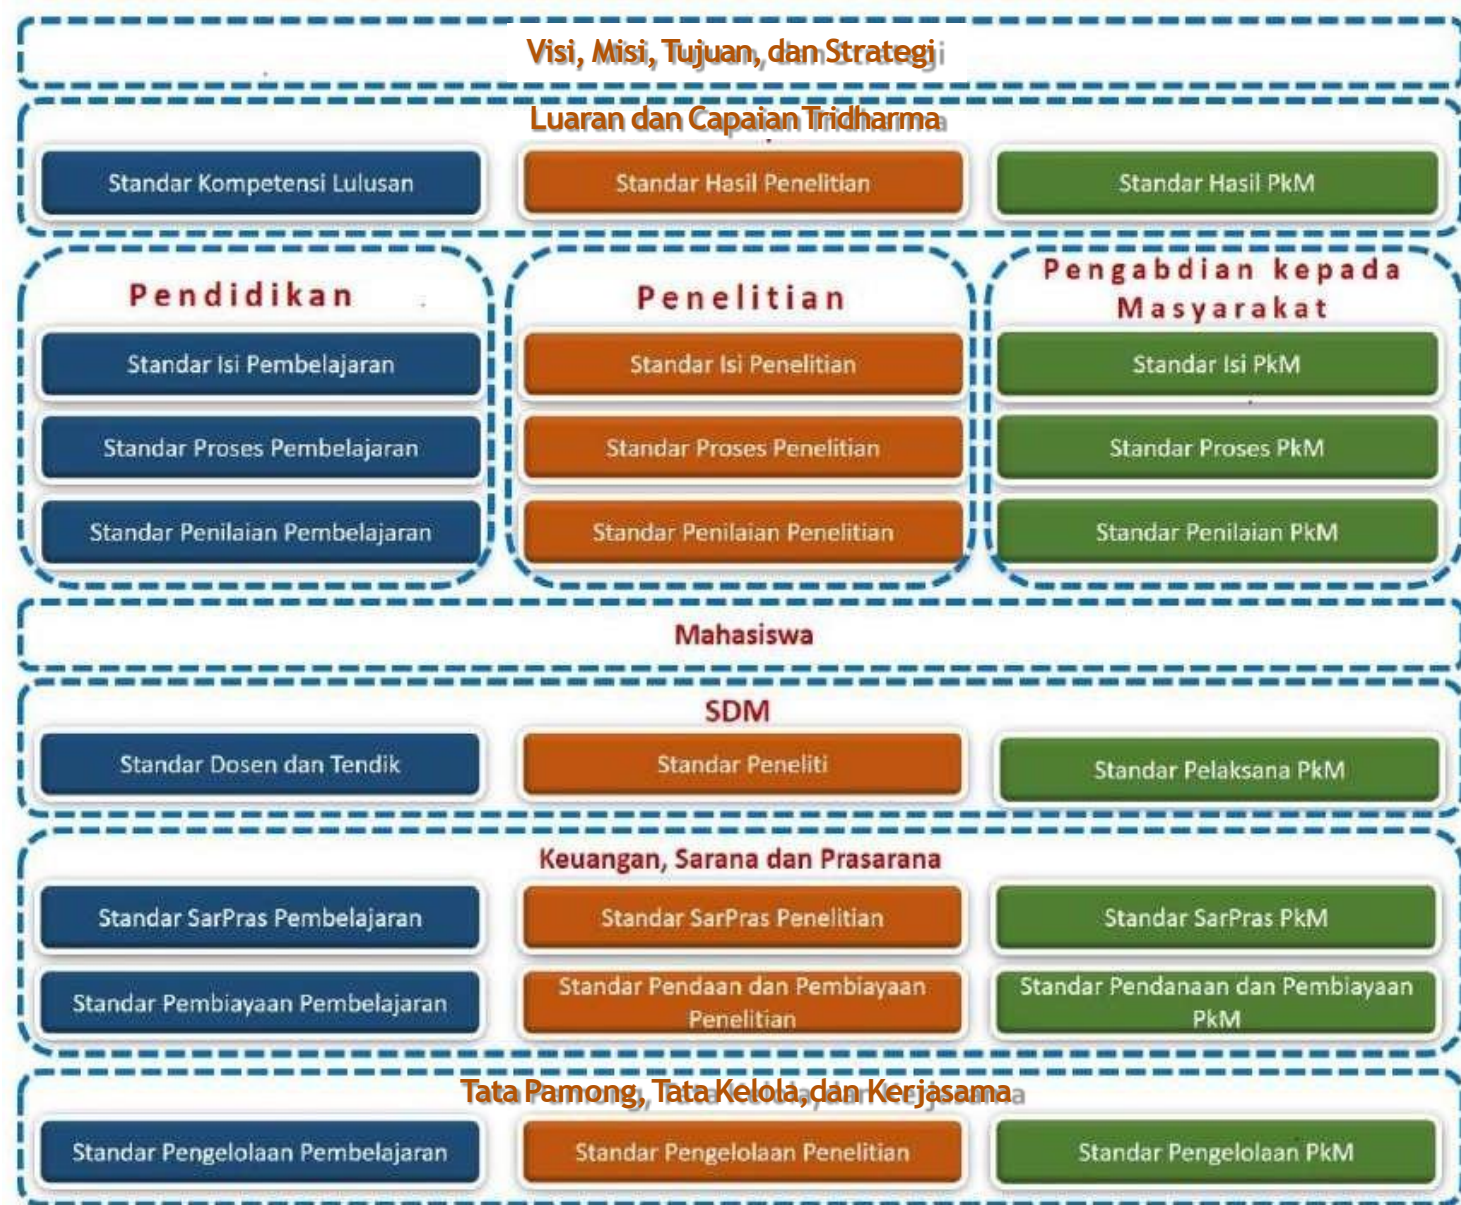 Visi, Misi, Tujuan, dan Strategi
Luaran dan Capaian Tridharma
Standar Kompetensi Lulusan
Standar Hasil Penelitian
Standar Hasil PkM
Pendidikan
Standar Isi Pembelajaran
Standar Proses Pembelajaran
Standar Penilaian Pembelajaran
Penelitian
Standar Isi Penelitian
Standar Proses Penelitian
Standar Penilaian Penelitian
Pengabdian kepada
Masyarakat
Standar Isi PkM
Standar Proses PkM
Standar Penilaian PkM
Mahasiswa
SDM
Standar Dosen dan Tendik
Standar Peneliti
Standar Pelaksana PkM
Keuangan, Sarana dan Prasarana
Standar SarPras Pembelajaran
Standar SarPras Penelitian
Standar SarPras PkM
Standar Pembiayaan Pembelajaran
Standar Pendaan dan Pembiayaan
Penelitian
Standar Pendanaan dan Pembiayaan
PkM
Tata Pamong, Tata Kelola, dan Kerjasama
Standar Pengelolaan Pembelajaran
Standar Pengelolaan Penelitian
Standar Pengelolaan PkM